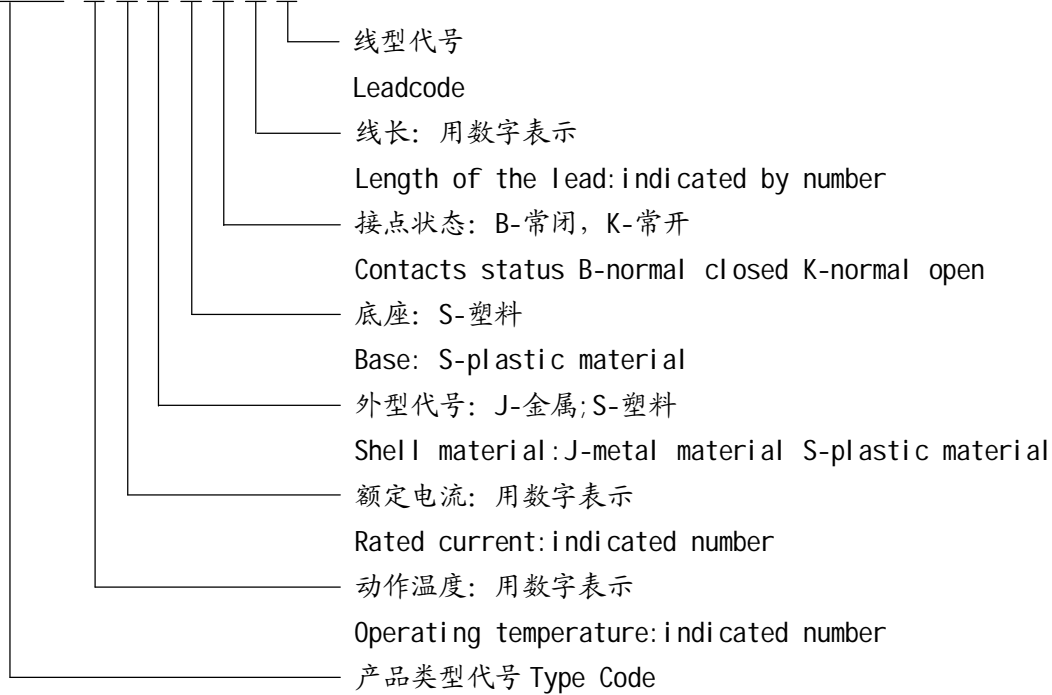 线型代号
Leadcode
线长：用数字表示
Length of the lead:indicated by number
接点状态：B-常闭，K-常开
Contacts status B-normal closed K-normal open
底座：S-塑料
Base: S-plastic material
外型代号：J-金属;S-塑料
Shell material:J-metal material S-plastic material
额定电流：用数字表示
Rated current:indicated number
动作温度：用数字表示
Operating temperature:indicated number
产品类型代号 Type Code